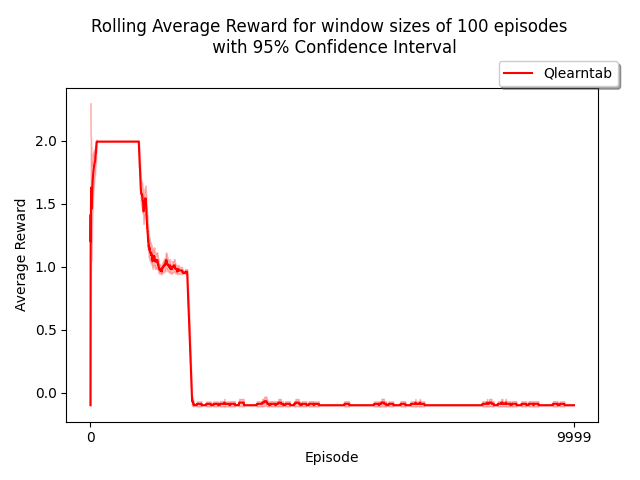 Rolling Average Reward for window sizes of 100 episodes
with 95% Confidence Interval
Qlearntab
2.0
1.5
1.0
0.5
0.0
Average Reward
0
9999
Episode